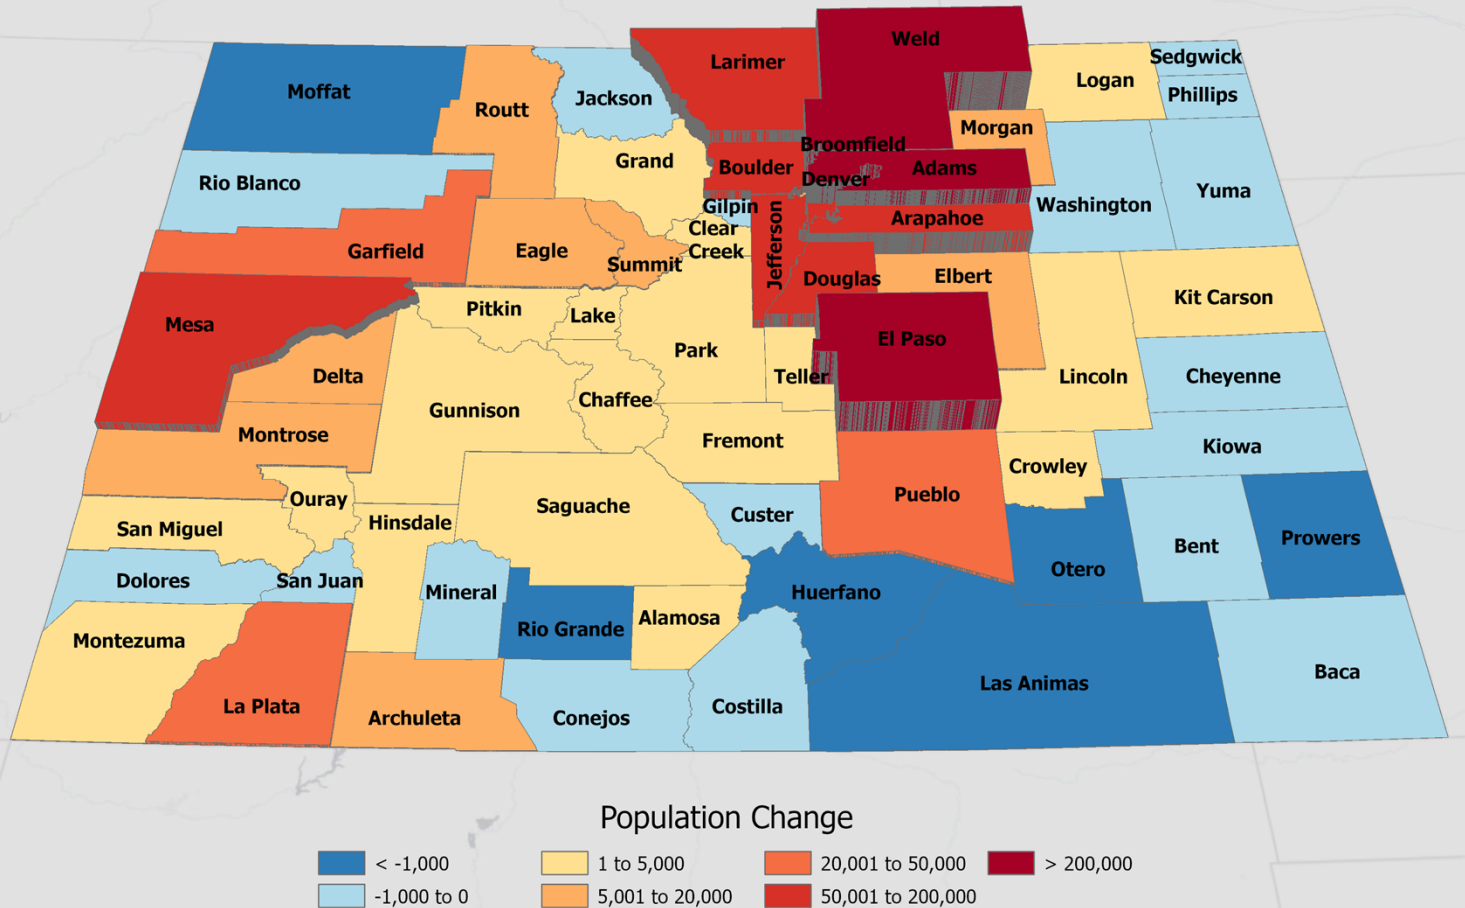 Weld
Larimer
Sedgwick
Logan
Moffat
Jackson
Phillips
Routt
Morgan
Broomfield
Grand
Boulder
Adams
Denver
Rio Blanco
Yuma
Washington
Gilpin
Arapahoe
Clear
Creek
Jefferson
Garfield
Eagle
Summit
Douglas
Elbert
Kit Carson
Pitkin
Lake
Mesa
El Paso
Park
Delta
Teller
Lincoln
Cheyenne
Chaffee
Gunnison
Montrose
Fremont
Kiowa
Crowley
Pueblo
Ouray
Saguache
Custer
Hinsdale
San Miguel
Prowers
Bent
Otero
Dolores
San Juan
Mineral
Huerfano
Alamosa
Rio Grande
Montezuma
Baca
Las Animas
La Plata
Costilla
Archuleta
Conejos
Population Change
< -1,000
1 to 5,000
20,001 to 50,000
> 200,000
-1,000 to 0
5,001 to 20,000
50,001 to 200,000